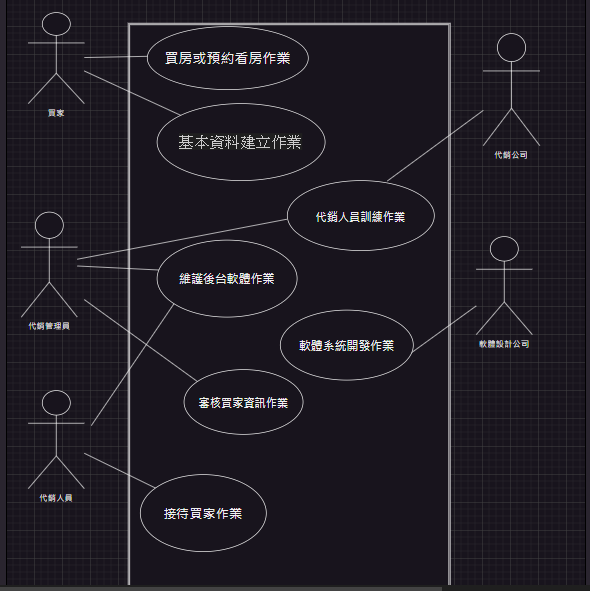 買房或預約看房作業
買家
基本資料建立作業
代銷公司
代銷人員訓練作業
維護後台軟體作業
代銷管理員
軟體系統開發作業
軟體設計公司
審核買家資訊作業
代銷人員
接待買家作業